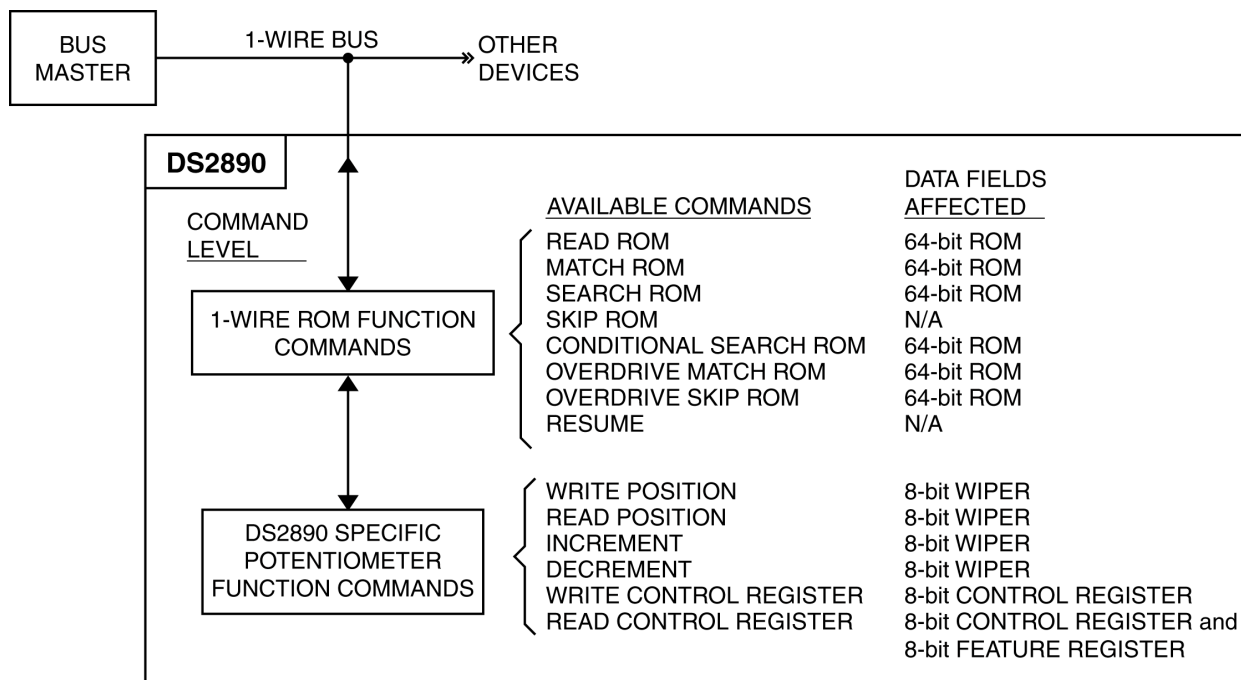 BUS
MASTER
1-WIRE BUS
OTHER
DEVICES
DS2890
COMMAND
LEVEL
AVAILABLE COMMANDS
DATA FIELDS
AFFECTED
1-WIRE ROM FUNCTION
COMMANDS
READ ROM 64-bit ROM
MATCH ROM 64-bit ROM
SEARCH ROM 64-bit ROM
SKIP ROM N/A
CONDITIONAL SEARCH ROM 64-bit ROM
OVERDRIVE MATCH ROM 64-bit ROM
OVERDRIVE SKIP ROM 64-bit ROM
RESUME N/A
DS2890 SPECIFIC
POTENTIOMETER
FUNCTION COMMANDS
WRITE POSITION 8-bit WIPER
READ POSITION 8-bit WIPER
INCREMENT 8-bit WIPER
DECREMENT 8-bit WIPER
WRITE CONTROL REGISTER 8-bit CONTROL REGISTER
READ CONTROL REGISTER 8-bit CONTROL REGISTER and
8-bit FEATURE REGISTER